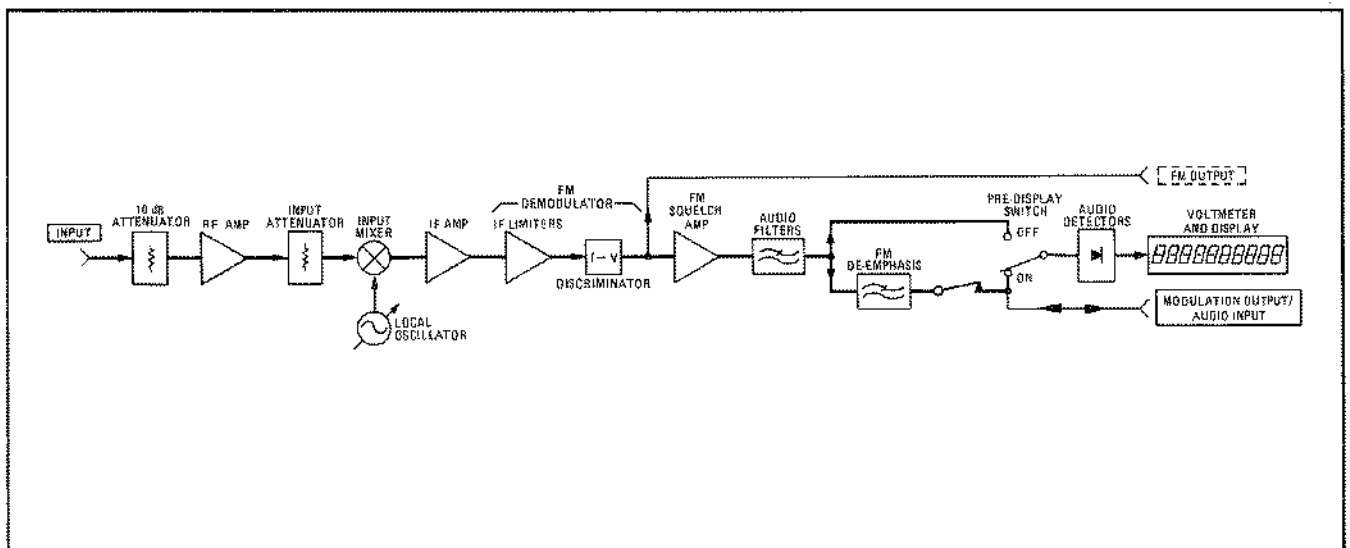 INPUT
10 dB
ATTENUATOR
RF AMP
INPUT
ATTENUATOR
INPUT
MIXER
LOCAL
OSCILLATOR
IF AMP
FM
DEMODULATOR
IF LIMITERS
f→V
DISCRIMINATOR
FM
SQUELCH
AMP
AUDIO
FILTERS
FM
DE-EMPHASIS
PRE-DISPLAY
SWITCH
OFF
ON
AUDIO
DETECTORS
FM OUTPUT
VOLTMETER
AND DISPLAY
MODULATION OUTPUT/
AUDIO INPUT